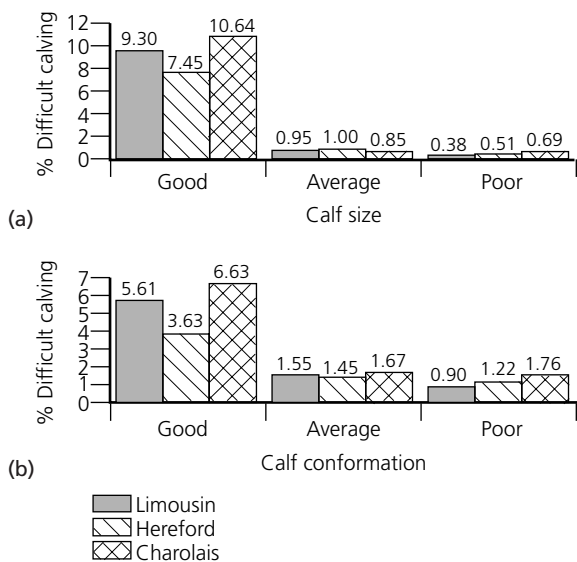 % Difficult calving
12
10
8
6
4
2
0
9.30 7.45 10.64
0.95 1.00 0.85
0.38 0.51 0.69
Good Average Poor
(a) Calf size
% Difficult calving
7
6
5
4
3
2
1
0
5.61 3.63 6.63
1.55 1.45 1.67
0.90 1.22 1.76
Good Average Poor
(b) Calf conformation
Limousin
Hereford
Charolais